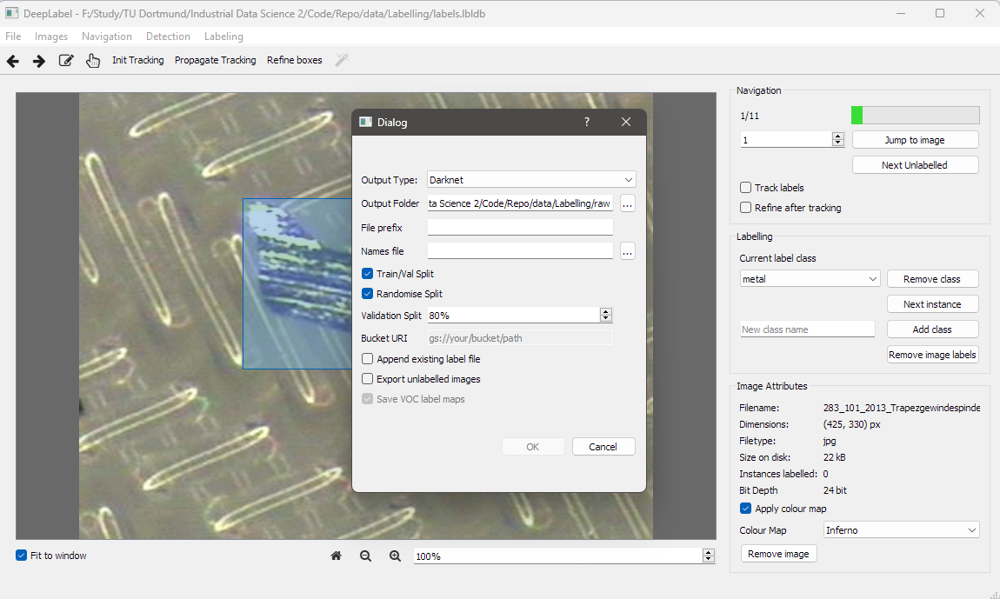 DeepLabel - F:/Study/TU Dortmund/Industrial Data Science 2/Code/Repo/data/Labelling/labels.lbldb
File Images Navigation Detection Labeling
Init Tracking Propagate Tracking Refine boxes
Dialog ?
Output Type: Darknet
Output Folder ta Science 2/Code/Repo/data/Labelling/raw ...
File prefix
Names file ...
Train/Val Split
Randomise Split
Validation Split 80%
Bucket URI gs://your/bucket/path
Append existing label file
Export unlabelled images
Save VOC label maps
OK Cancel
Navigation
1/11
1 Jump to image
Next Unlabelled
Track labels
Refine after tracking
Labelling
Current label class
metal Remove class
Next instance
New class name Add class
Remove image labels
Image Attributes
Filename: 283_101_2013_Trapezgewindespinde
Dimensions: (425, 330) px
Filetype: jpg
Size on disk: 22 kB
Instances labelled: 0
Bit Depth 24 bit
Apply colour map
Colour Map Inferno
Remove image
Fit to window 100%